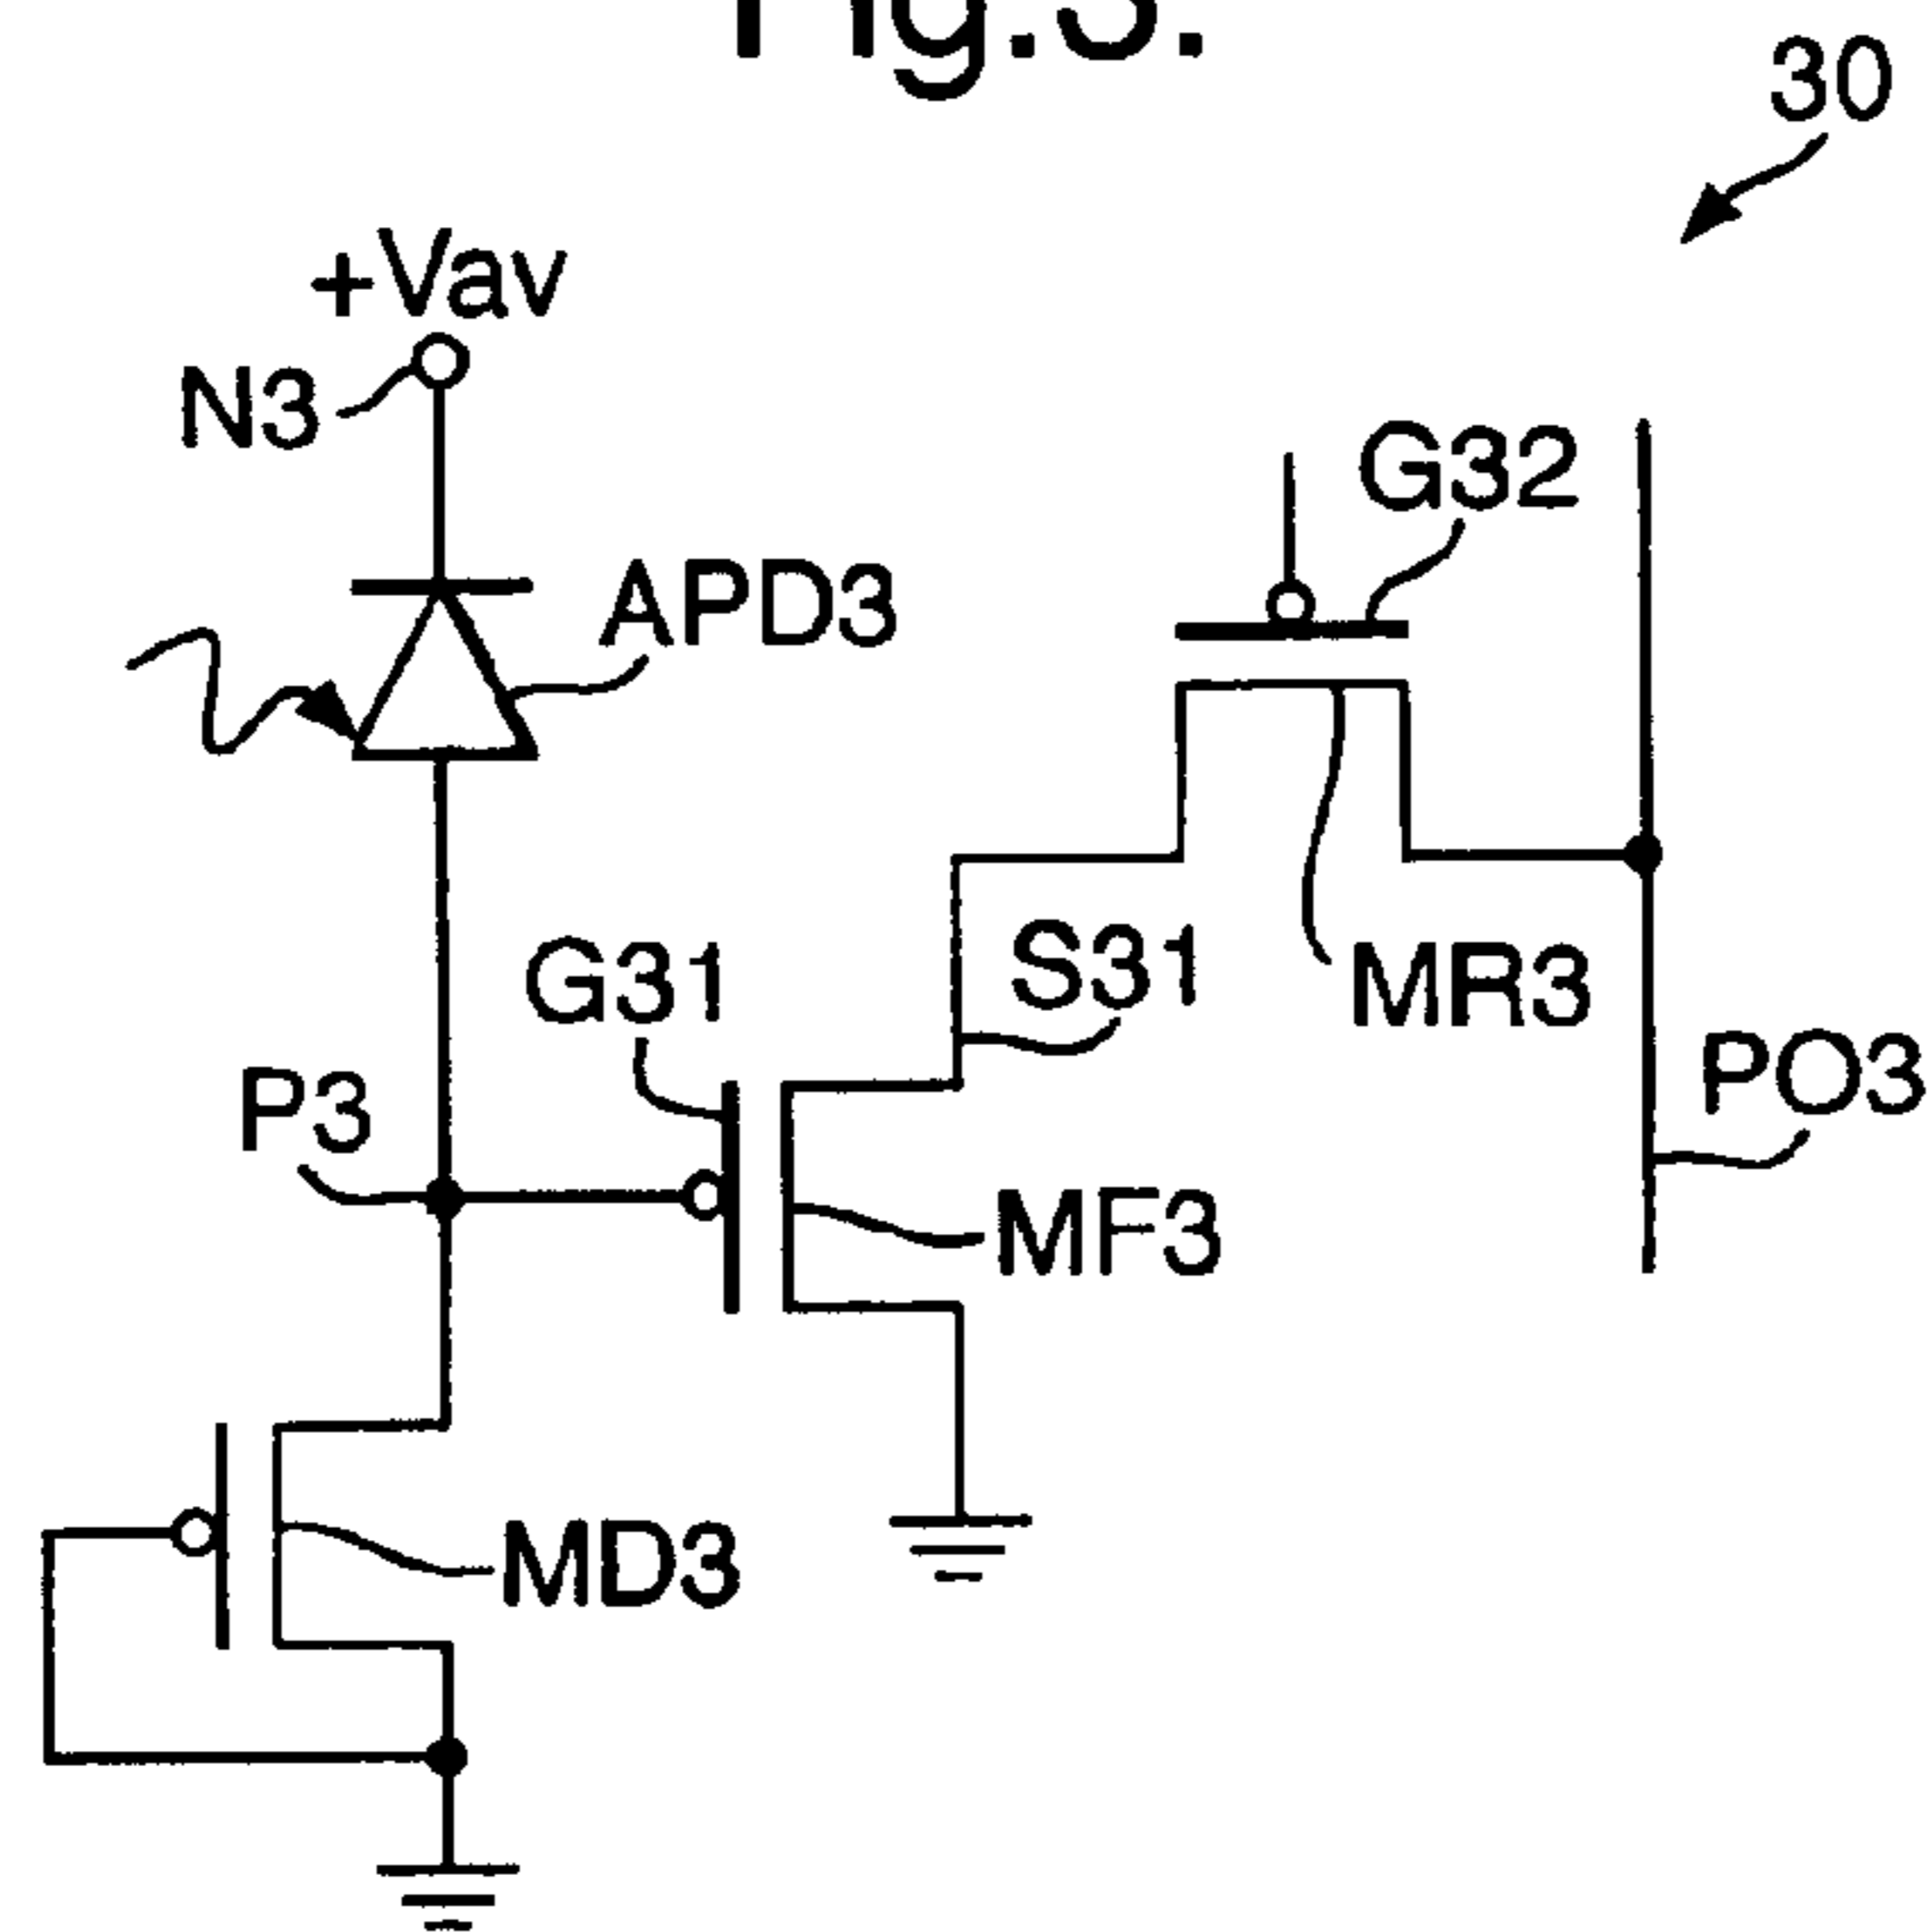 Fig.3.
30
+Vav
N3
G32
APD3
G31
S31
MR3
PO3
P3
MF3
MD3